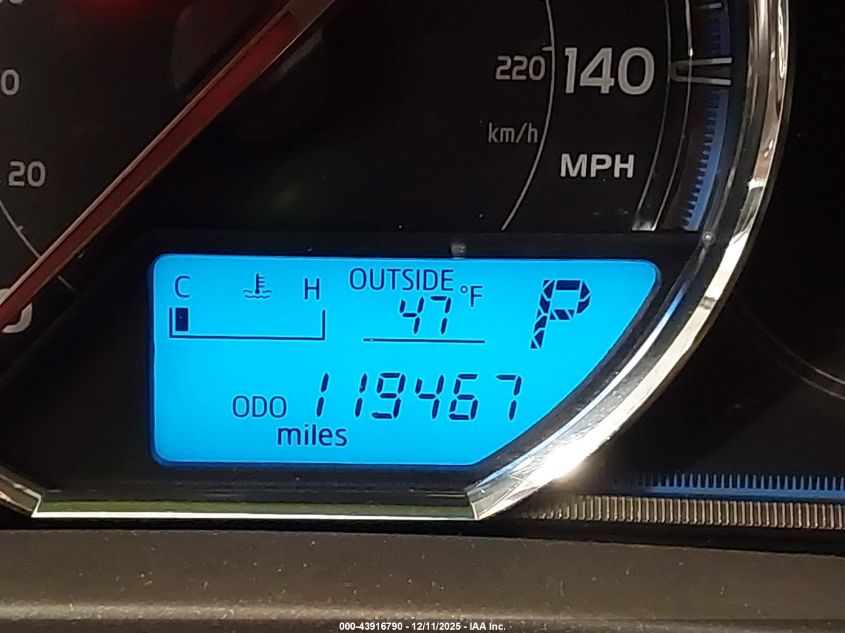 220 140
km/h
20
MPH
C H OUTSIDE °F
47
P
ODO 119467
miles
000-43916790 - 12/11/2025 - IAA Inc.